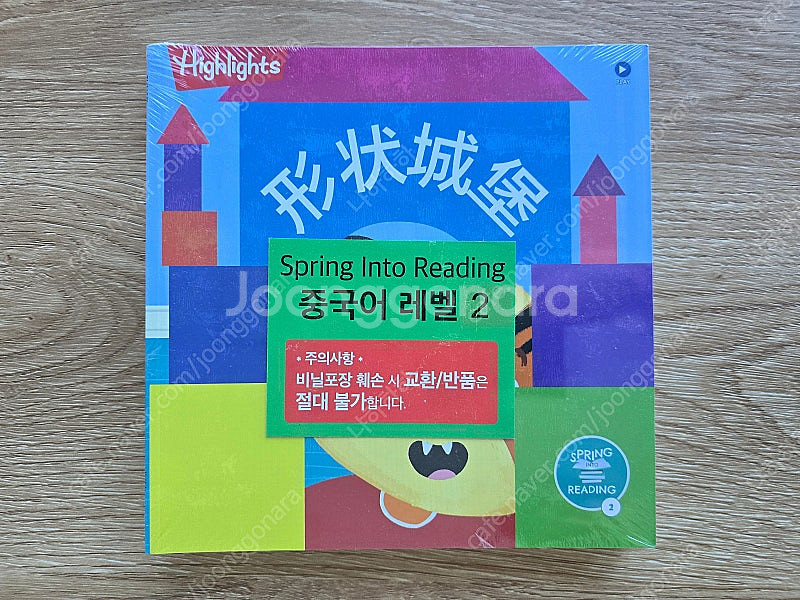 Highlights
PLAY
形状城堡
Spring Into Reading
중국어 레벨 2
Joonggonara
* 주의사항 *
비닐포장 훼손 시 교환/반품은
절대 불가합니다.
SPRING
INTO
READING
2